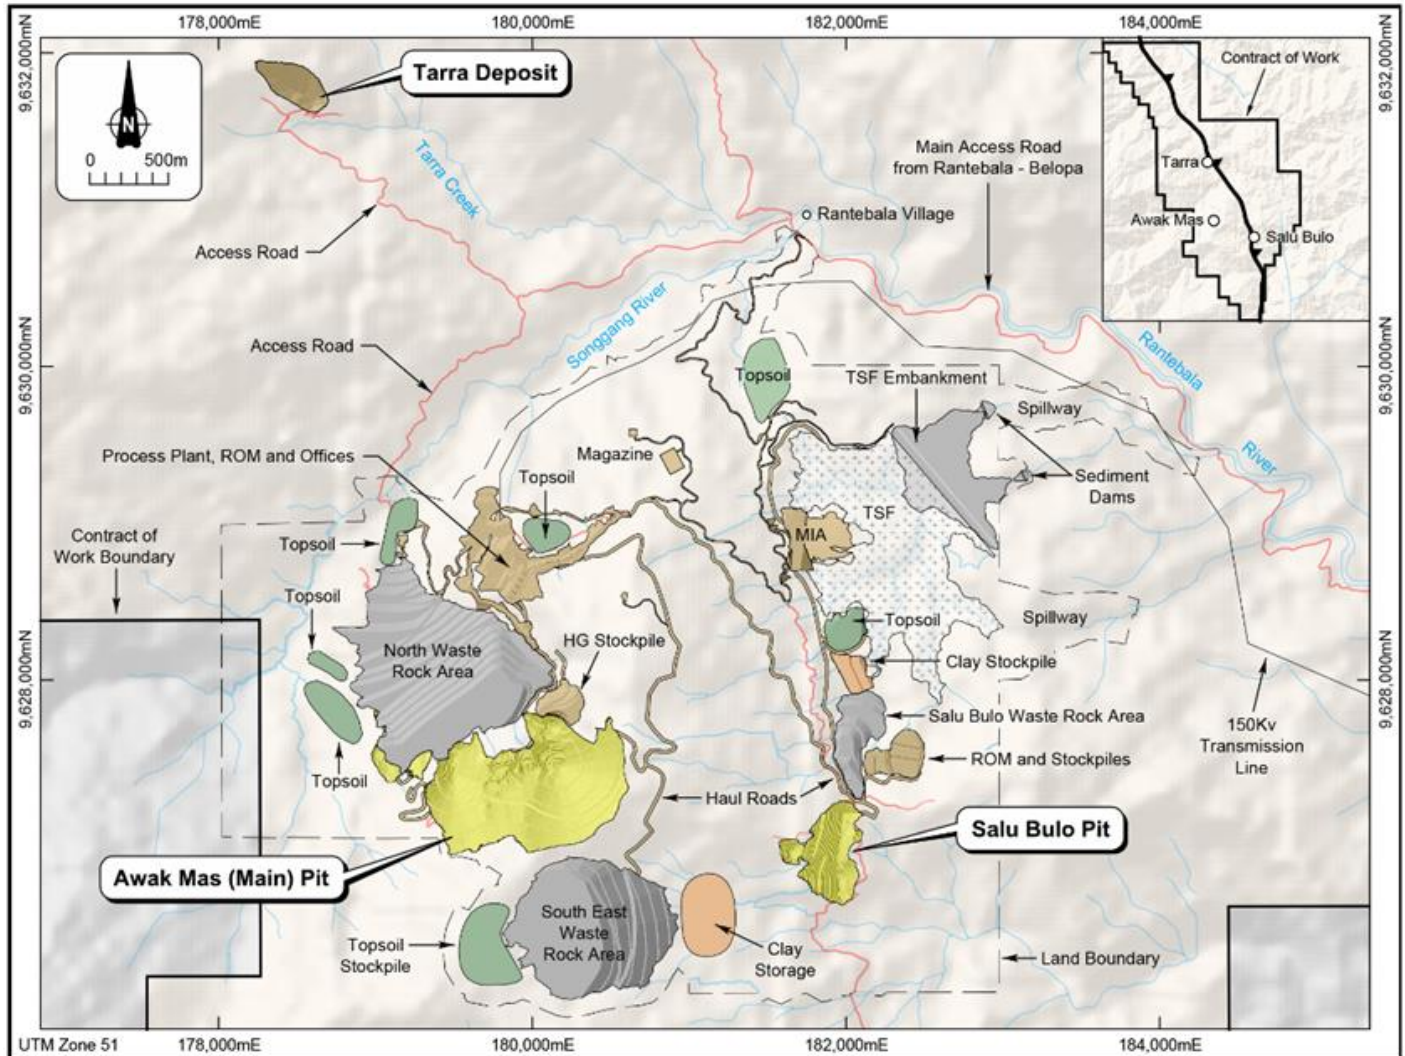 178,000mE
180,000mE
182,000mE
184,000mE
9,632,000mN
9,632,000mN
Tarra Deposit
N
0 500m
Contract of Work
Tarra
Awak Mas
Salu Bulo
Main Access Road
from Rantebala - Belopa
Tarra Creek
Rantebala Village
Access Road
Songgang River
Access Road
Rantebala
River
9,630,000mN
9,630,000mN
Topsoil
TSF Embankment
Spillway
Magazine
Process Plant, ROM and Offices
Topsoil
Sediment
Dams
TSF
MIA
Contract of
Work Boundary
Topsoil
Topsoil
Topsoil
Spillway
HG Stockpile
North Waste
Rock Area
Clay Stockpile
9,628,000mN
9,628,000mN
Salu Bulo Waste Rock Area
150Kv
Transmission
Line
ROM and Stockpiles
Topsoil
Haul Roads
Salu Bulo Pit
Awak Mas (Main) Pit
South East
Waste
Rock Area
Topsoil
Stockpile
Clay
Storage
Land Boundary
UTM Zone 51
178,000mE
180,000mE
182,000mE
184,000mE